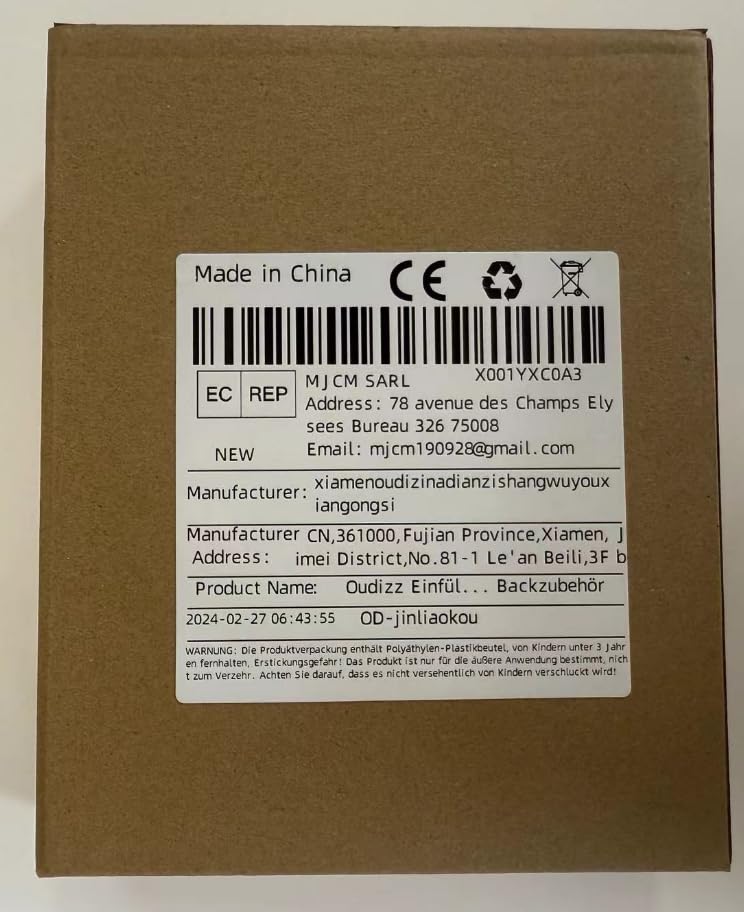 Made in China CE
X001YXC0A3
EC REP
MJCM SARL
Address: 78 avenue des Champs Ely
sees Bureau 326 75008
Email: mjcm190928@gmail.com
NEW
Manufacturer: xiamenoudizinadianzishangwuyoux
iangongsi
Manufacturer CN,361000,Fujian Province,Xiamen, J
Address: imei District,No.81-1 Le'an Beili,3F b
Product Name: Oudizz Einfül... Backzubehör
2024-02-27 06:43:55 OD-jinliaokou
WARNUNG: Die Produktverpackung enthält Polyäthylen-Plastikbeutel, von Kindern unter 3 Jahr
en fernhalten, Erstickungsgefahr! Das Produkt ist nur für die äußere Anwendung bestimmt, nich
t zum Verzehr. Achten Sie darauf, dass es nicht versehentlich von Kindern verschluckt wird!